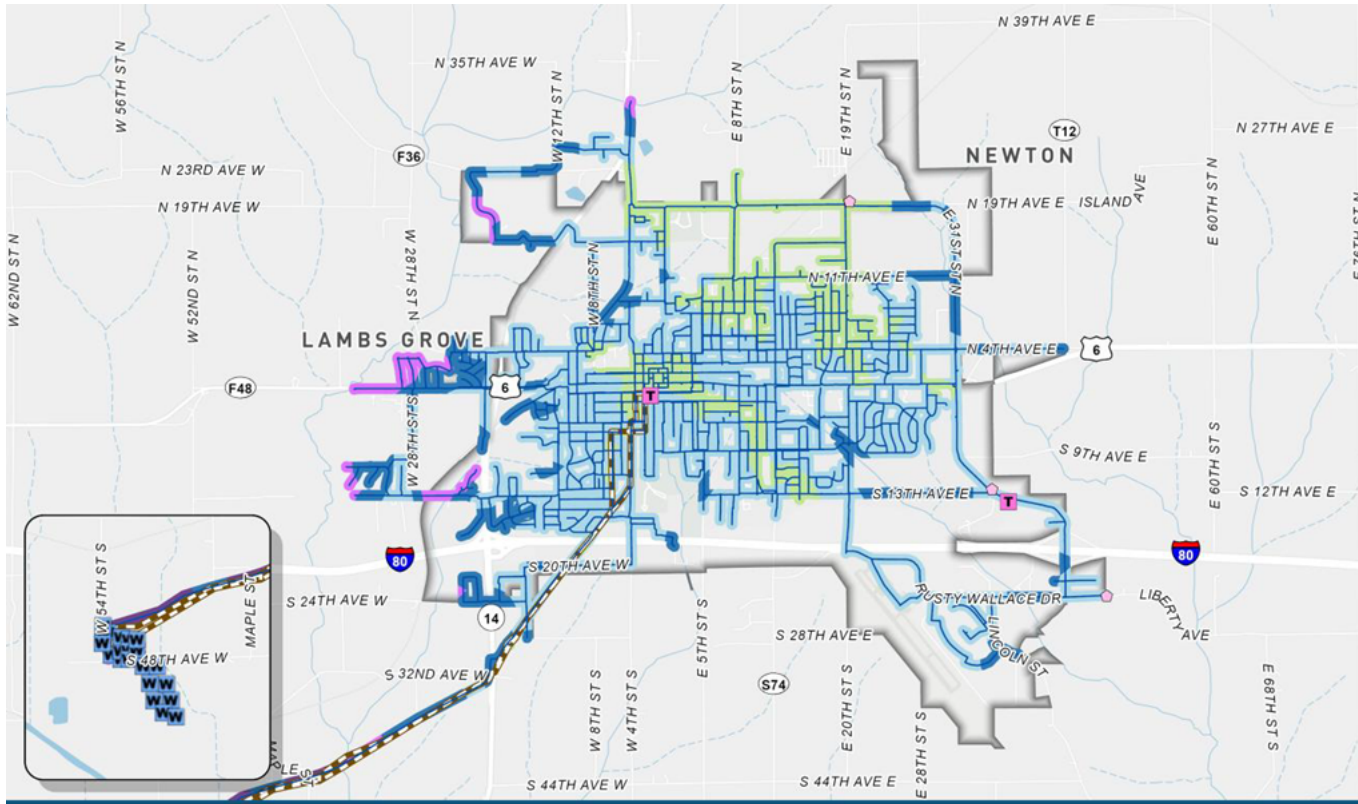 N 39TH AVE E
W 56TH ST N
N 35TH AVE W
W 12TH ST N
E 8TH ST N
E 19TH ST N
T12
N 27TH AVE E
F36
NEWTON
N 23RD AVE W
N 19TH AVE W
N 19TH AVE E
ISLAND AVE
E 60TH ST N
E 76TH ST N
W 62ND ST N
W 52ND ST N
W 28TH ST N
W 8TH ST N
E 31ST ST N
N 11TH AVE E
LAMBS GROVE
N 4TH AVE E
6
F48
6
T
W 28TH ST S
S 9TH AVE E
E 60TH ST S
S 13TH AVE E
T
S 12TH AVE E
80
80
S 20TH AVE W
W 54TH ST S
MAPLE ST
S 24TH AVE W
14
RUSTY WALLACE DR
LIBERTY AVE
LINCOLN ST
E 5TH ST S
S 28TH AVE E
W W W W W W W W W W W W W W W W
S 48TH AVE W
S 32ND AVE W
S74
W 8TH ST S
W 4TH ST S
E 20TH ST S
E 28TH ST S
E 68TH ST S
S 44TH AVE W
S 44TH AVE E